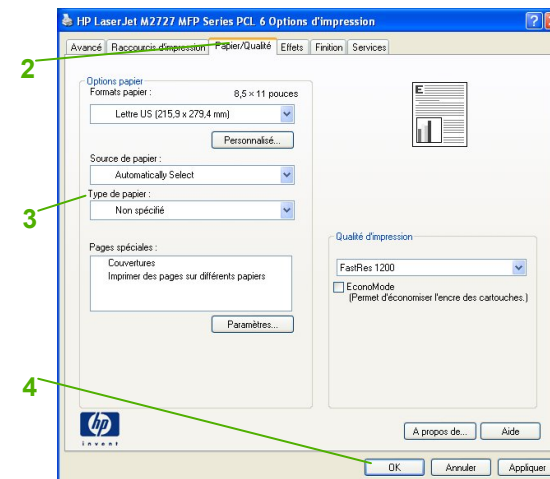 HP LaserJet M2727 MFP Series PCL 6 Options d'impression
Avancé Raccourcis d'impression Papier/Qualité Effets Finition Services
2
Options papier
Formats papier : 8,5 × 11 pouces
Lettre US (215,9 x 279,4 mm)
Personnalisé...
Source de papier :
Automatically Select
Type de papier :
3
Non spécifié
Pages spéciales :
Couvertures
Imprimer des pages sur différents papiers
Paramètres...
E
Qualité d'impression
FastRes 1200
EconoMode
(Permet d'économiser l'encre des cartouches.)
4
hp
invent
A propos de... Aide
OK Annuler Appliquer